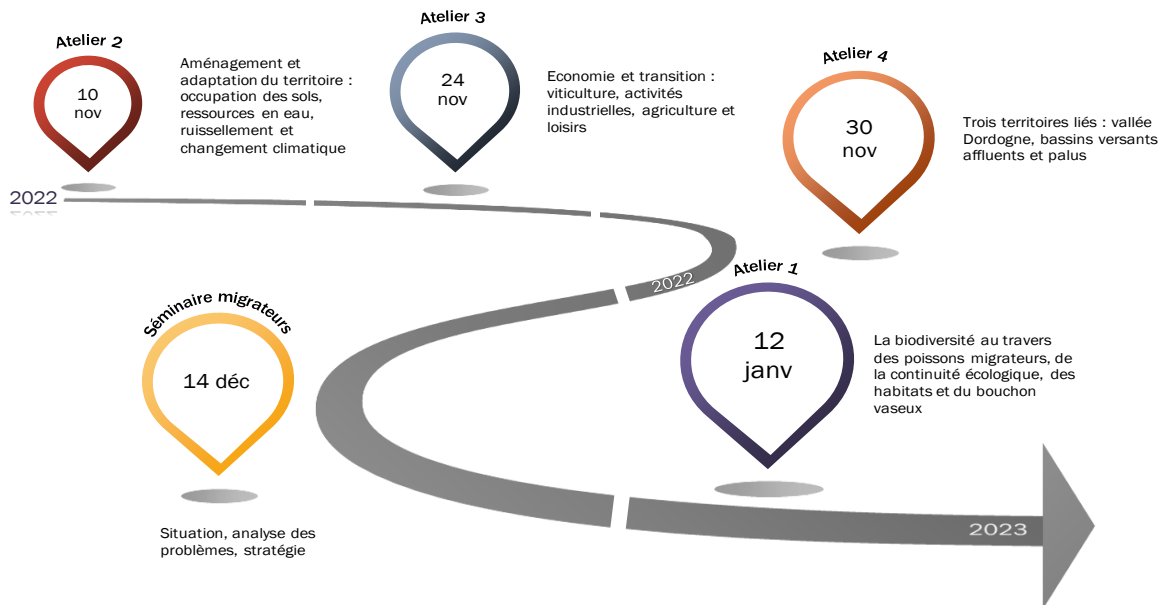 Atelier 2
10
nov
Aménagement et
adaptation du territoire :
occupation des sols,
ressources en eau,
ruissellement et
changement climatique
Atelier 3
24
nov
Economie et transition :
viticulture, activités
industrielles, agriculture et
loisirs
Atelier 4
30
nov
Trois territoires liés : vallée
Dordogne, bassins versants
affluents et palus
2022
2022
Séminaire migrateurs
14 déc
Situation, analyse des
problèmes, stratégie
Atelier 1
12
janv
La biodiversité au travers
des poissons migrateurs, de
la continuité écologique, des
habitats et du bouchon
vaseux
2023